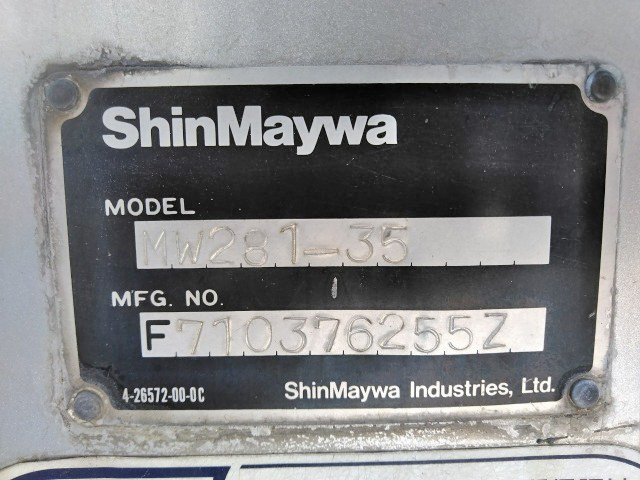 ShinMaywa
MODEL
MW281-35
MFG. NO.
F710376255Z
4-26572-00-0C
ShinMaywa Industries, Ltd.